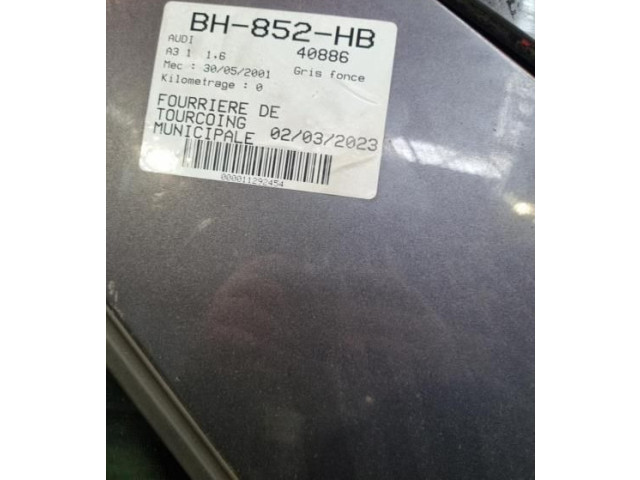 BH-852-HB
AUDI 40886
A3 1 1.6
Mec : 30/05/2001 Gris fonce
Kilometrage : 0
FOURRIERE DE
TOURCOING
MUNICIPALE 02/03/2023
000011292454